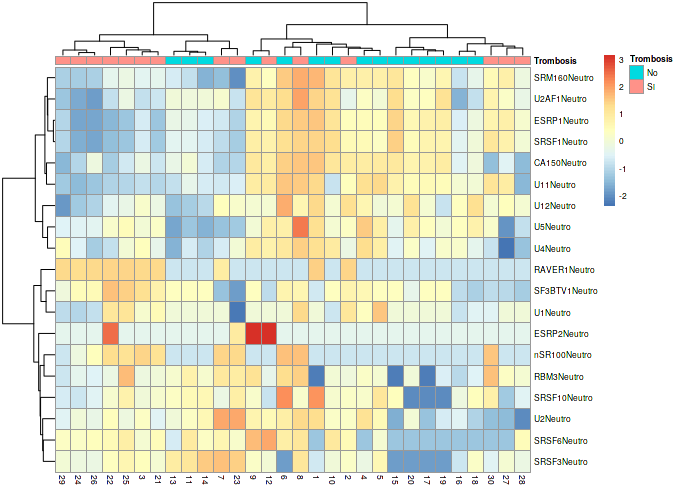 Trombosis
Trombosis
No
SI
3
2
1
0
-1
-2
SRM160Neutro
U2AF1Neutro
ESRP1Neutro
SRSF1Neutro
CA150Neutro
U11Neutro
U12Neutro
U5Neutro
U4Neutro
RAVER1Neutro
SF3BTV1Neutro
U1Neutro
ESRP2Neutro
nSR100Neutro
RBM3Neutro
SRSF10Neutro
U2Neutro
SRSF6Neutro
SRSF3Neutro
29 24 26 22 25 3 21 13 11 14 7 23 9 12 6 8 1 10 2 4 5 15 20 17 19 16 18 30 27 28